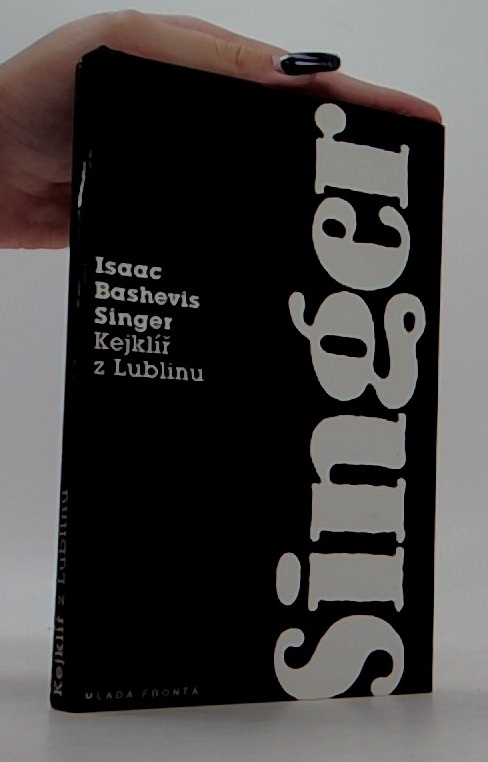 Isaac
Bashevis
Singer
Kejklíř
z Lublinu
singer
Kejklíř z Lublinu
MLADÁ FRONTA